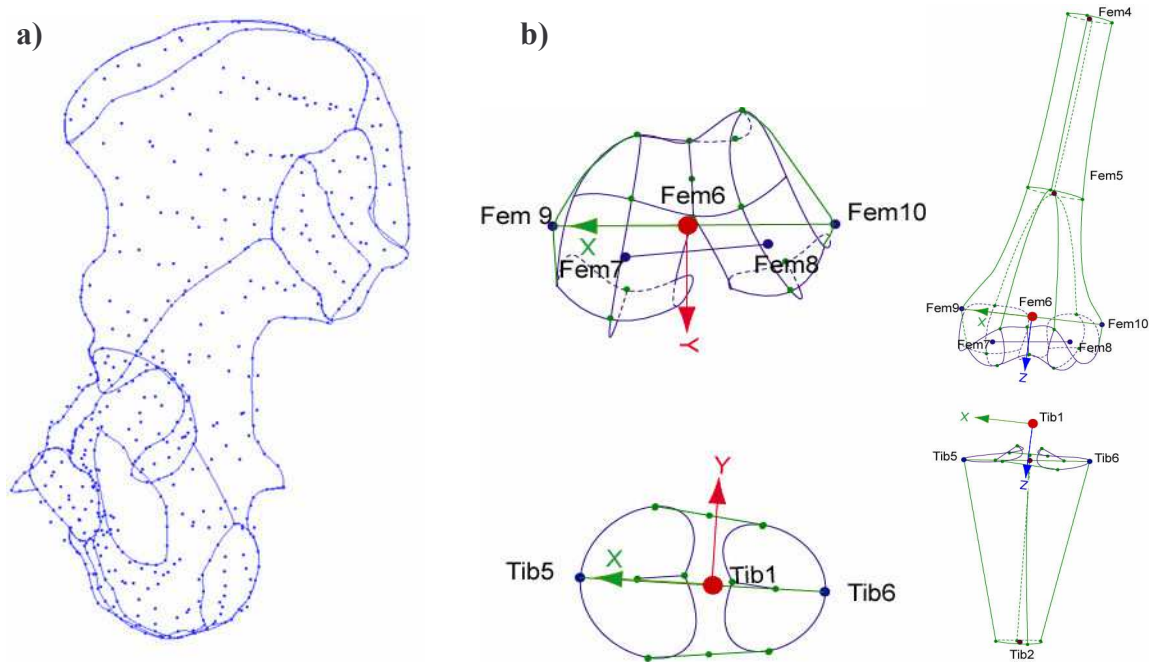 a)
b)
Fem 9
Fem6
Fem10
X
Fem7
Fem8
Y
Y
X
Tib5
Tib1
Tib6
Fem4
Fem5
Fem9
Fem6
X
Fem10
Fem7
Fem8
Z
X
Tib1
Tib5
Tib6
Z
Tib2